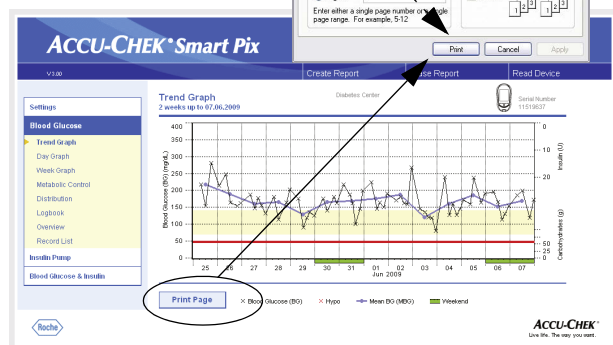 Enter either a single page number or a single
page range. For example, 5-12
1 2 3 1 2 3
Print Cancel Apply
ACCU-CHEK® Smart Pix
V3.00
Create Report Report Read Device
Settings
Blood Glucose
Trend Graph
Day Graph
Week Graph
Metabolic Control
Distribution
Logbook
Overview
Record List
Insulin Pump
Blood Glucose & Insulin
Trend Graph
2 weeks up to 07.06.2009
Diabetes Center
Serial Number
11519637
Blood Glucose (BG) (mg/dL)
400
350
300
250
200
150
100
50
0
0
10
20
Insulin (U)
50
25
0
Carbohydrates (g)
25 26 27 28 29 30 31 01 02 03 04 05 06 07
Jun 2009
Print Page
Blood Glucose (BG) Hypo Mean BG (MBG) Weekend
Roche
ACCU-CHEK®
Live life. The way you want.